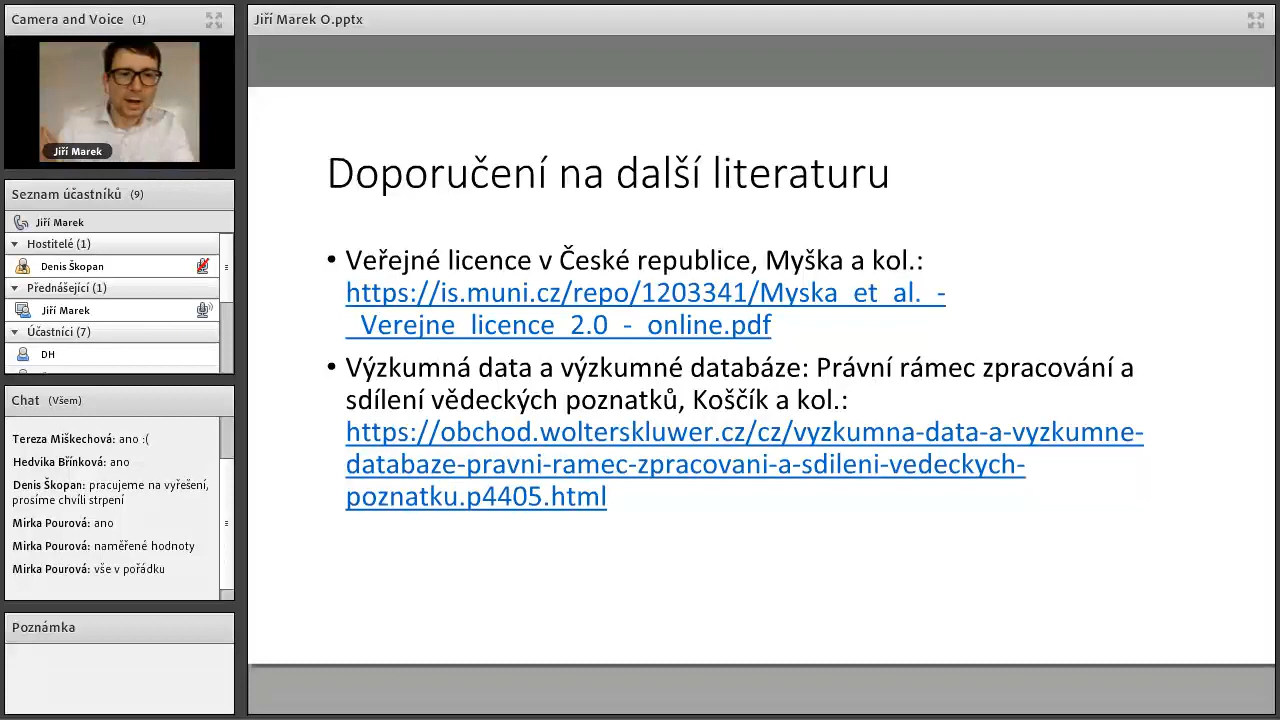 Camera and Voice (1)
Jiří Marek
Seznam účastníků (9)
Jiří Marek
Hostitelé (1)
Denis Škopan
Přednášející (1)
Jiří Marek
Účastníci (7)
DH
Chat (Všem)
Tereza Miškechová: ano :(
Hedvika Břínková: ano
Denis Škopan: pracujeme na vyřešení,
prosíme chvíli strpení
Mirka Pourová: ano
Mirka Pourová: naměřené hodnoty
Mirka Pourová: vše v pořádku
Poznámka
Jiří Marek O.pptx
Doporučení na další literaturu
• Veřejné licence v České republice, Myška a kol.:
https://is.muni.cz/repo/1203341/Myska_et_al._-
_Verejne_licence_2.0_-_online.pdf
• Výzkumná data a výzkumné databáze: Právní rámec zpracování a
sdílení vědeckých poznatků, Koščík a kol.:
https://obchod.wolterskluwer.cz/cz/vyzkumna-data-a-vyzkumne-
databaze-pravni-ramec-zpracovani-a-sdileni-vedeckych-
poznatku.p4405.html